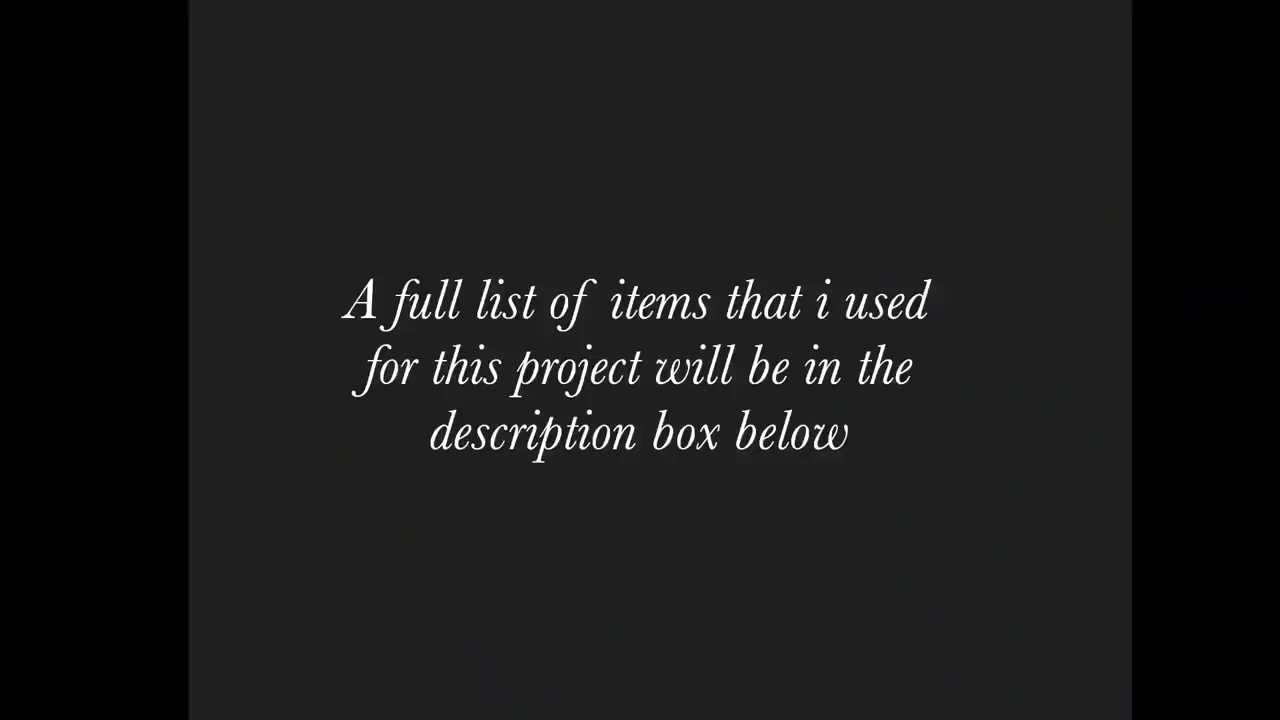 A full list of items that i used
for this project will be in the
description box below